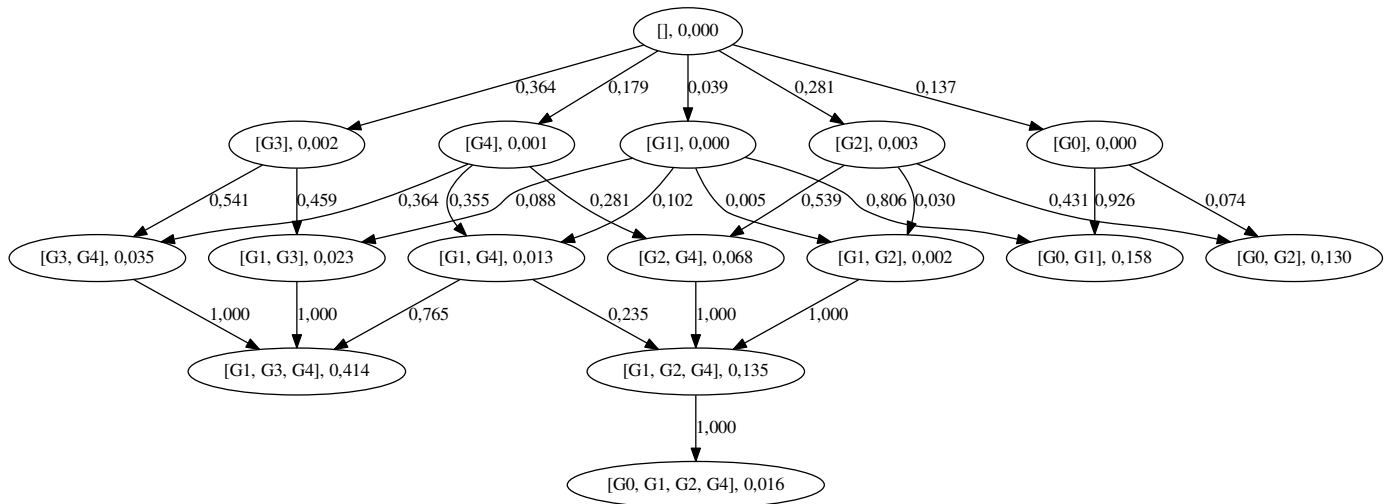 [], 0,000
0,364
0,179
0,039
0,281
0,137
[G3], 0,002
[G4], 0,001
[G1], 0,000
[G2], 0,003
[G0], 0,000
0,541
0,459
0,364
0,355
0,088
0,281
0,102
0,005
0,539
0,806
0,030
0,431
0,926
0,074
[G3, G4], 0,035
[G1, G3], 0,023
[G1, G4], 0,013
[G2, G4], 0,068
[G1, G2], 0,002
[G0, G1], 0,158
[G0, G2], 0,130
1,000
1,000
0,765
0,235
1,000
1,000
[G1, G3, G4], 0,414
[G1, G2, G4], 0,135
1,000
[G0, G1, G2, G4], 0,016